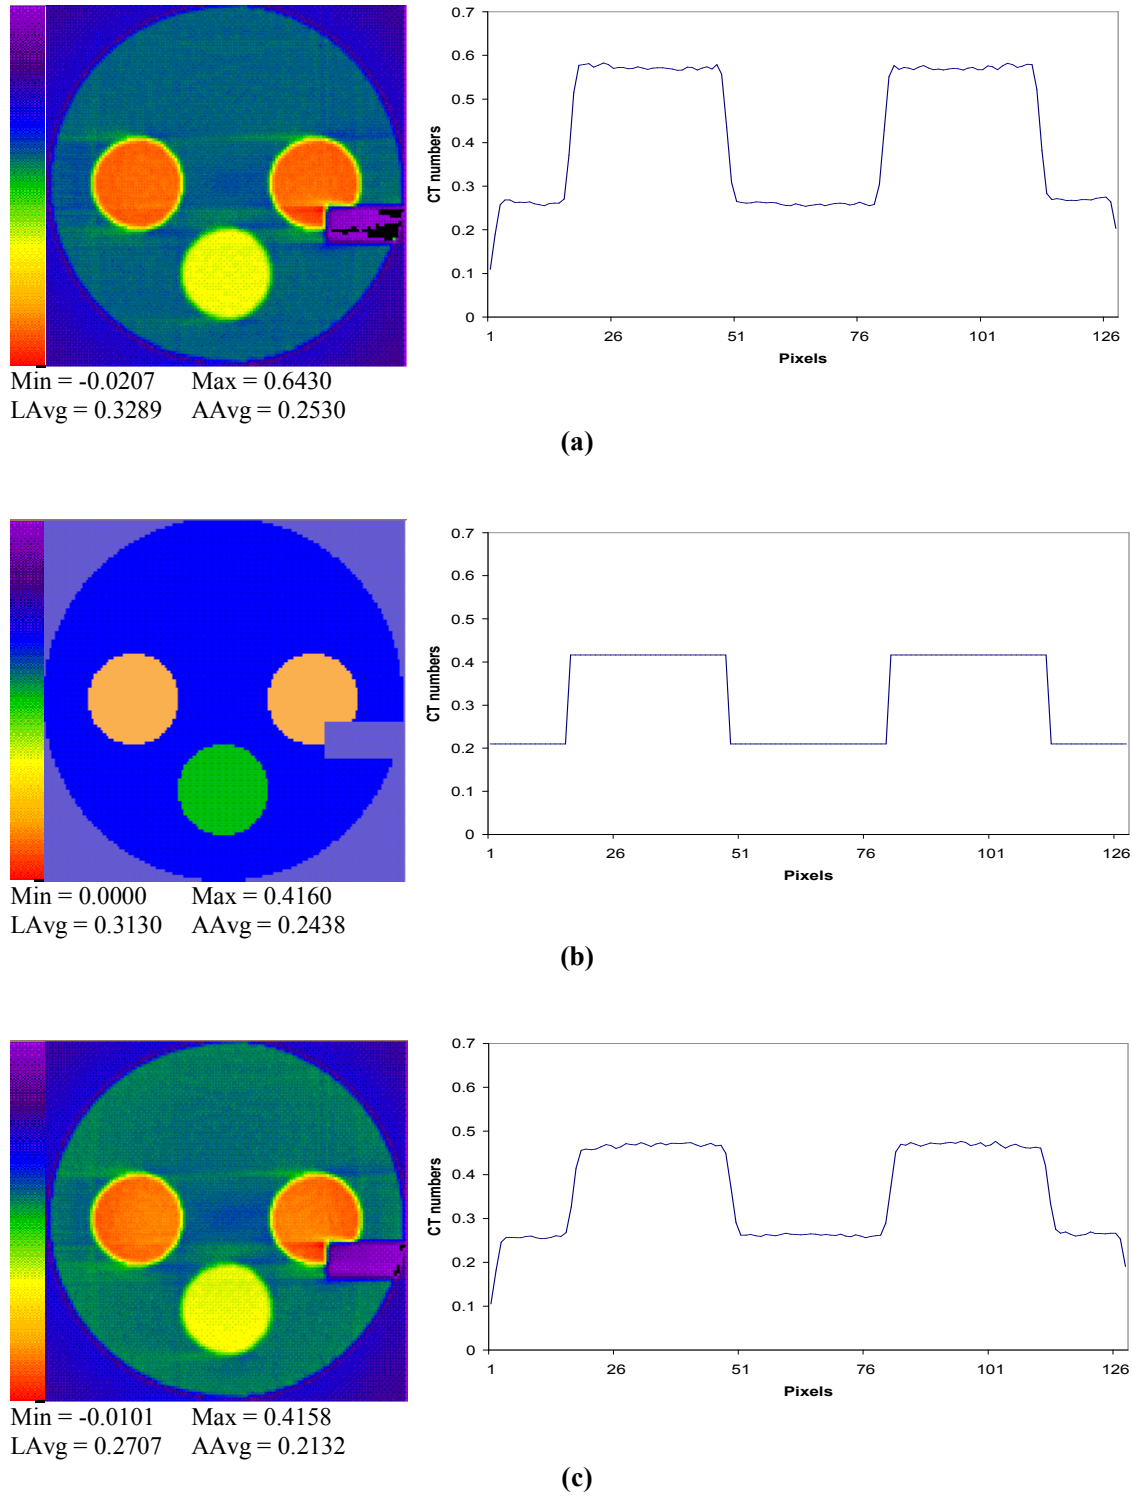 0.7
0.6
0.5
0.4
0.3
0.2
0.1
0
CT numbers
1 26 51 76 101 126
Pixels
Min = -0.0207 Max = 0.6430
LAvg = 0.3289 AAvg = 0.2530
(a)
0.7
0.6
0.5
0.4
0.3
0.2
0.1
0
CT numbers
1 26 51 76 101 126
Pixels
Min = 0.0000 Max = 0.4160
LAvg = 0.3130 AAvg = 0.2438
(b)
0.7
0.6
0.5
0.4
0.3
0.2
0.1
0
CT numbers
1 26 51 76 101 126
Pixels
Min = -0.0101 Max = 0.4158
LAvg = 0.2707 AAvg = 0.2132
(c)